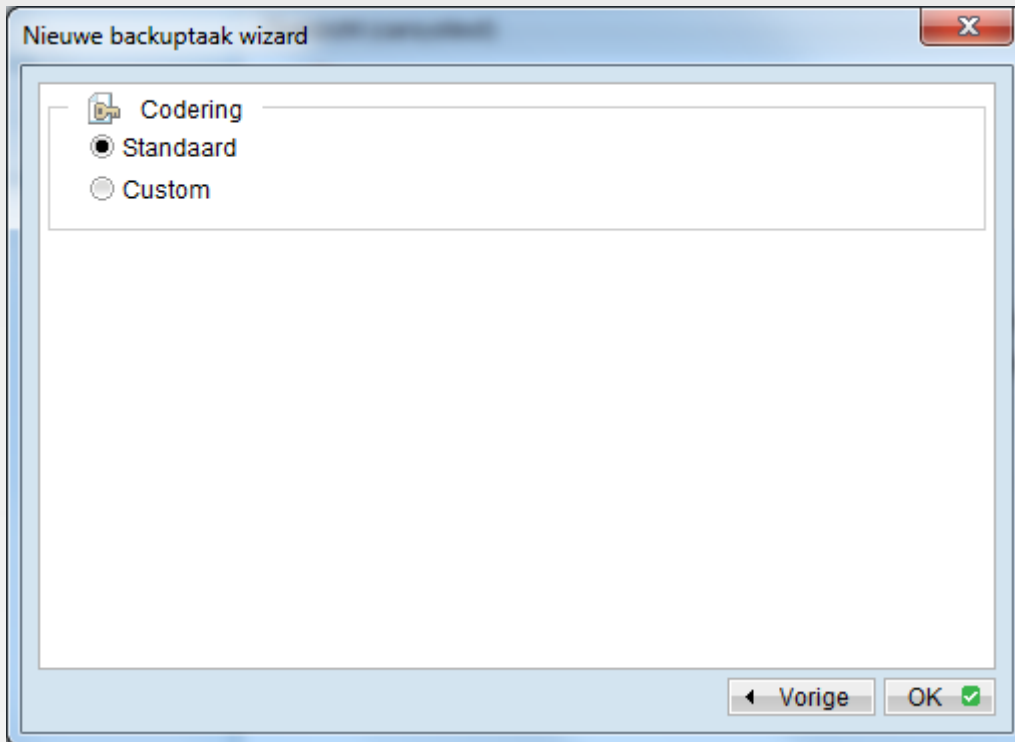 Nieuwe backuptaak wizard
Codering
Standaard
Custom
Vorige
OK